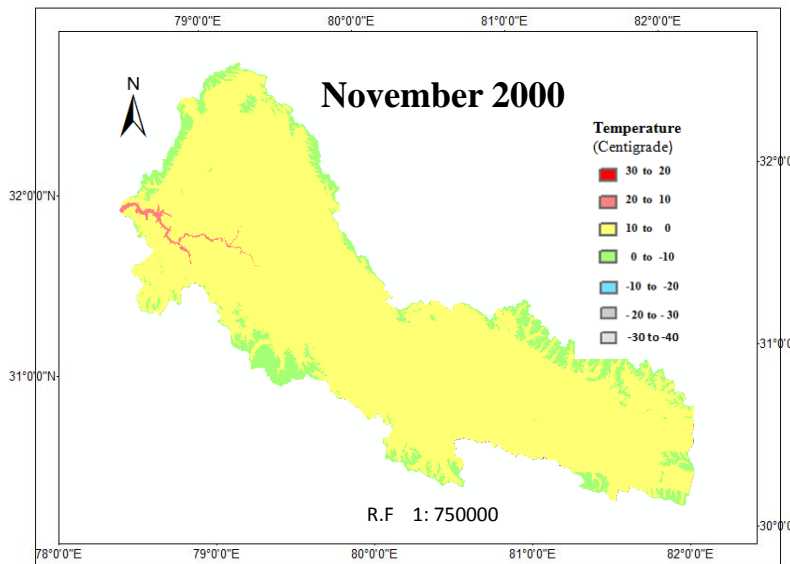 79°0'0"E 80°0'0"E 81°0'0"E 82°0'0"E
N
November 2000
Temperature
(Centigrade)
30 to 20
20 to 10
10 to 0
0 to -10
-10 to -20
-20 to -30
-30 to -40
32°0'0"N
32°0'0"
31°0'0"
31°0'0"N
30°0'0"
R.F 1: 750000
78°0'0"E 79°0'0"E 80°0'0"E 81°0'0"E 82°0'0"E